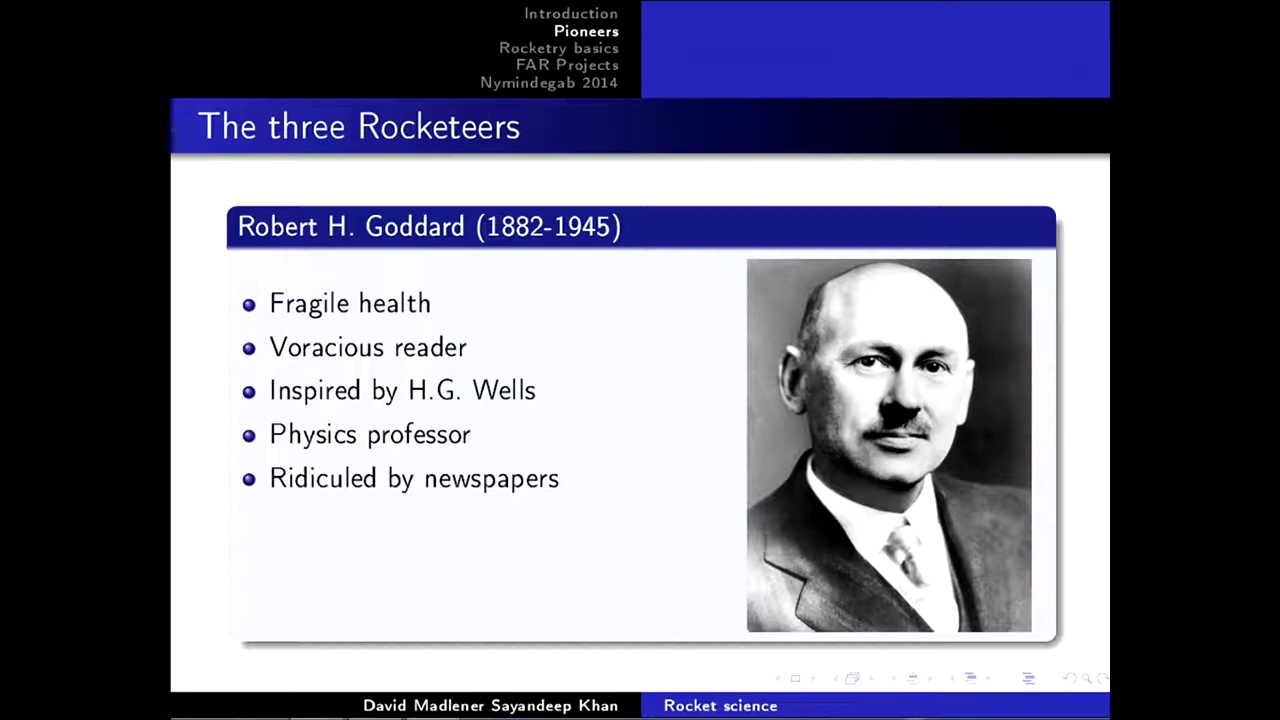 Introduction
Pioneers
Rocketry basics
FAR Projects
Nymindegab 2014
The three Rocketeers
Robert H. Goddard (1882-1945)
Fragile health
Voracious reader
Inspired by H.G. Wells
Physics professor
Ridiculed by newspapers
David Madlener Sayandeep Khan
Rocket science